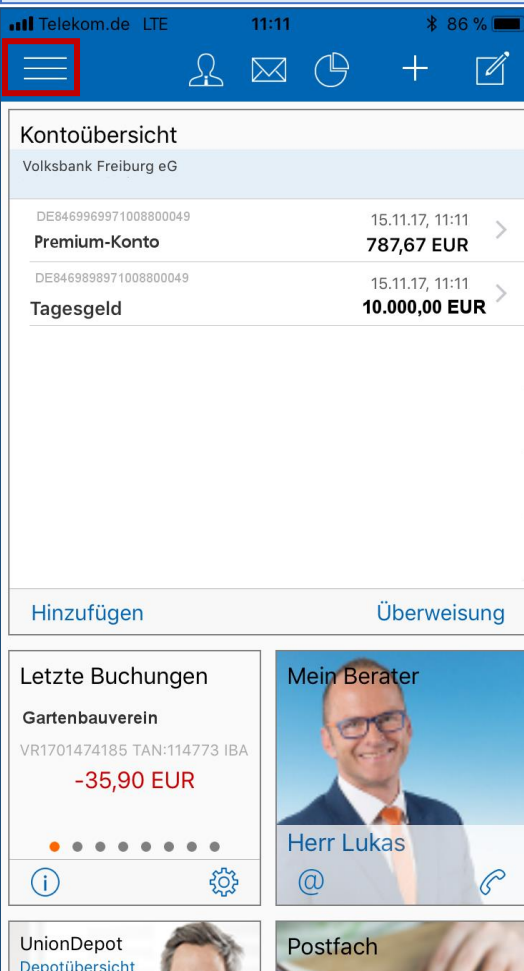 Telekom.de LTE 11:11 86 %
Kontoübersicht
Volksbank Freiburg eG
DE8469969971008800049 15.11.17, 11:11
Premium-Konto 787,67 EUR
DE8469898971008800049 15.11.17, 11:11
Tagesgeld 10.000,00 EUR
Hinzufügen Überweisung
Letzte Buchungen
Gartenbauverein
VR1701474185 TAN:114773 IBA
-35,90 EUR
Mein Berater
Herr Lukas
@
UnionDepot
Depotübersicht
Postfach